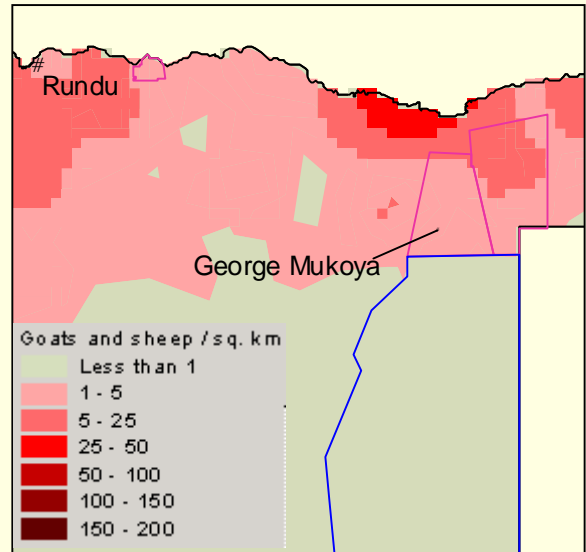 #
Rundu
George Mukoya
Goats and sheep / sq. km
Less than 1
1 - 5
5 - 25
25 - 50
50 - 100
100 - 150
150 - 200